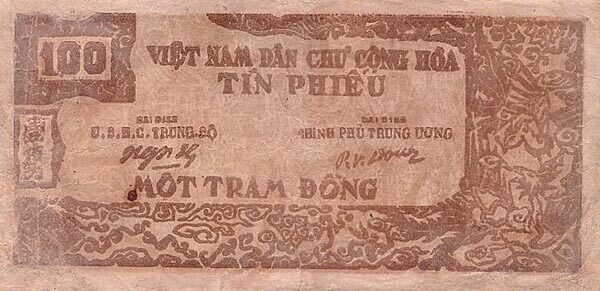 100
VIỆT NAM DÂN CHỦ CỘNG HÒA
TÍN PHIẾU
ĐẠI DIỆN ĐẠI DIỆN
U.B.H.C. TRUNG BỘ CHÍNH PHỦ TRUNG ƯƠNG
MỘT TRĂM ĐỒNG